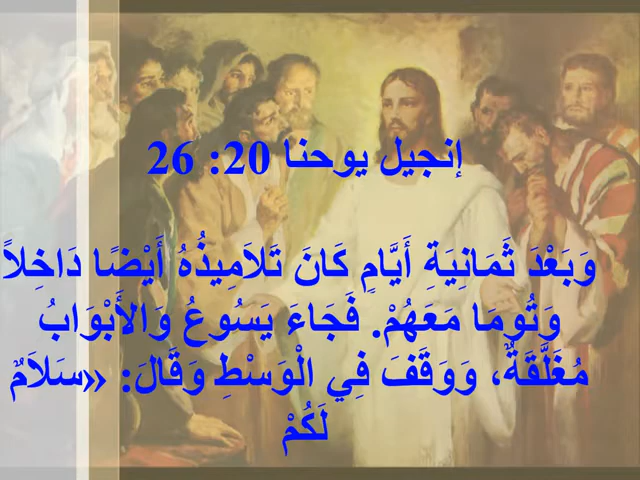 إنجيل يوحنا 20: 26
وَبَعْدَ ثَمَانِيَةِ أَيَّامٍ كَانَ تَلاَمِيذُهُ أَيْضًا دَاخِلاً
وَتُومَا مَعَهُمْ. فَجَاءَ يسُوعُ وَالأَبْوَابُ
مُغَلَّقَةٌ، وَوَقَفَ فِي الْوَسْطِ وَقَالَ: «سَلاَمٌ
لَكُمْ